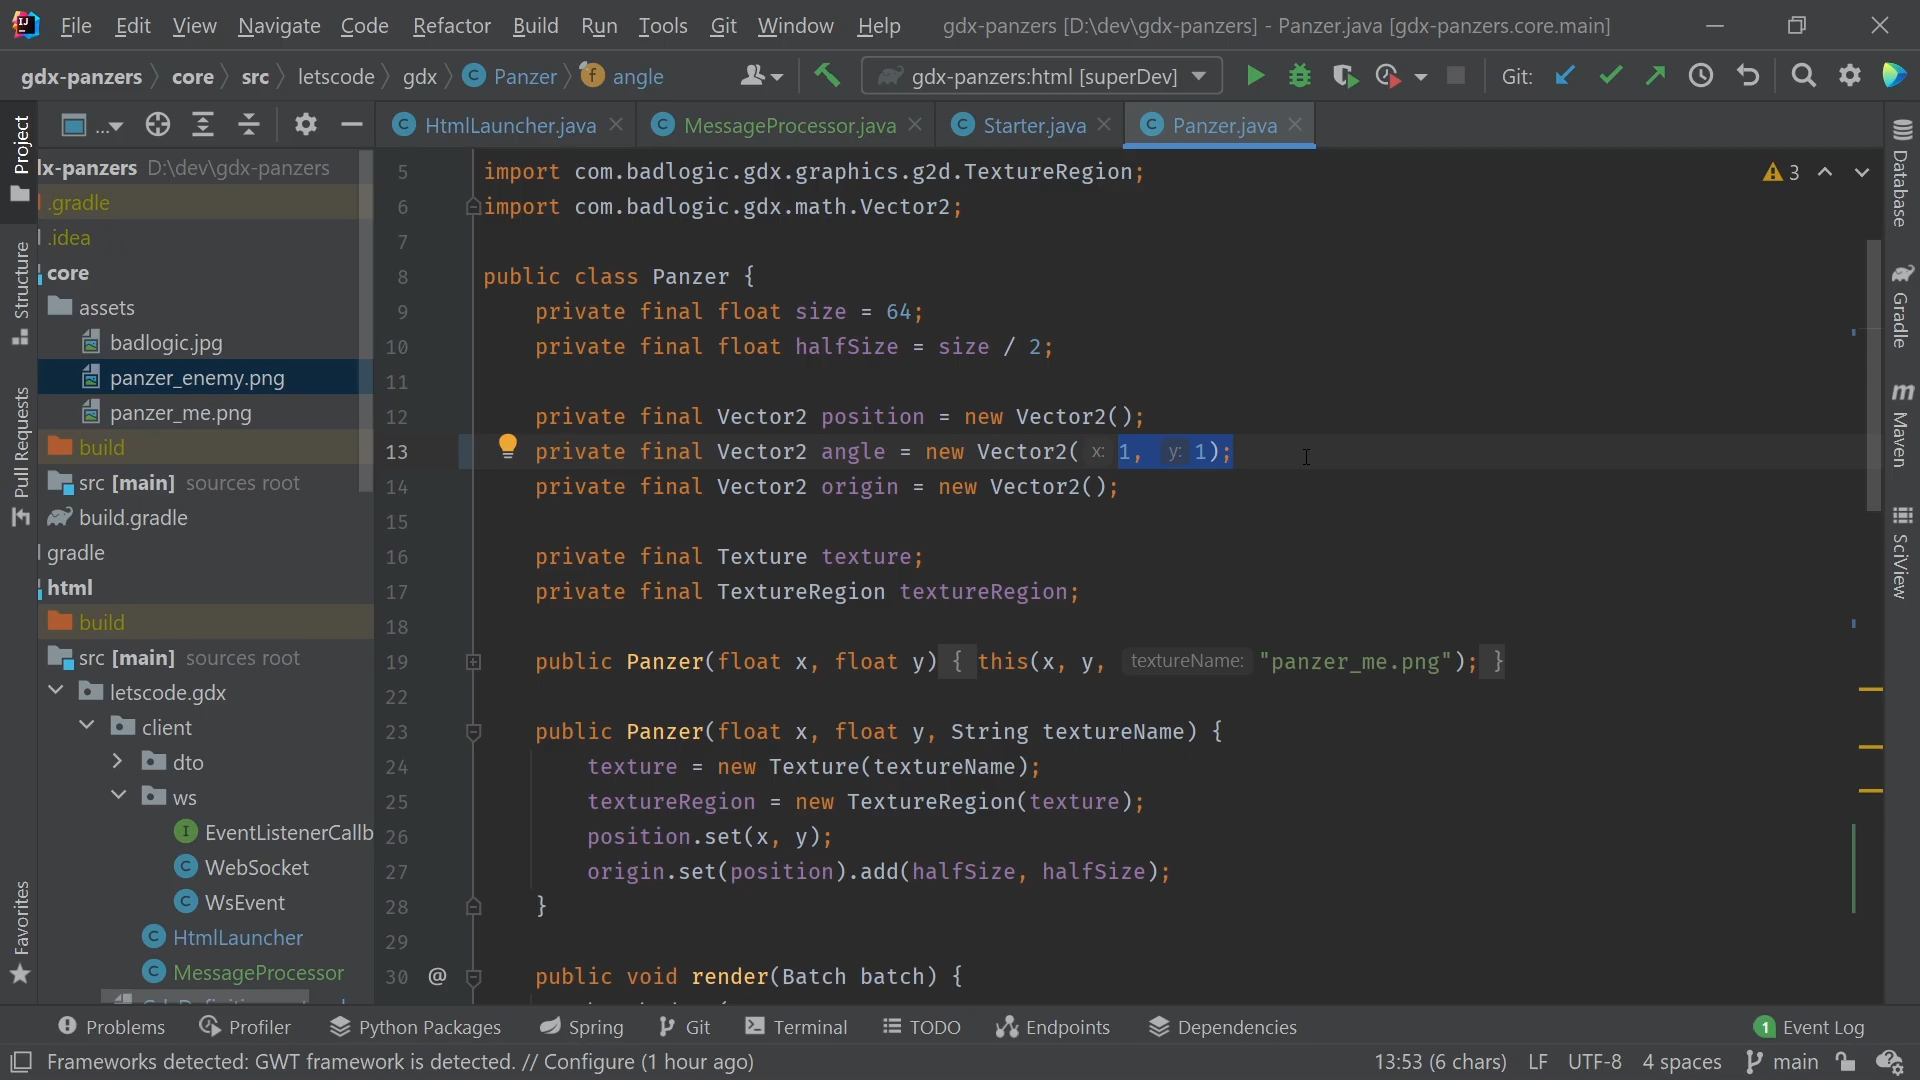 File Edit View Navigate Code Refactor Build Run Tools Git Window Help gdx-panzers [D:\dev\gdx-panzers] - Panzer.java [gdx-panzers.core.main]
gdx-panzers core src letscode gdx Panzer angle gdx-panzers:html [superDev] Git:
... HtmlLauncher.java MessageProcessor.java Starter.java Panzer.java
Project
Structure
Pull Requests
Favorites
dx-panzers D:\dev\gdx-panzers
.gradle
.idea
core
assets
badlogic.jpg
panzer_enemy.png
panzer_me.png
build
src [main] sources root
build.gradle
gradle
html
build
src [main] sources root
letscode.gdx
client
dto
ws
EventListenerCallb
WebSocket
WsEvent
HtmlLauncher
MessageProcessor
5 import com.badlogic.gdx.graphics.g2d.TextureRegion;
6 import com.badlogic.gdx.math.Vector2;
7
8 public class Panzer {
9 private final float size = 64;
10 private final float halfSize = size / 2;
11
12 private final Vector2 position = new Vector2();
13 private final Vector2 angle = new Vector2( x: 1, y: 1);
14 private final Vector2 origin = new Vector2();
15
16 private final Texture texture;
17 private final TextureRegion textureRegion;
18
19 public Panzer(float x, float y) { this(x, y, textureName: "panzer_me.png"); }
22
23 public Panzer(float x, float y, String textureName) {
24 texture = new Texture(textureName);
25 textureRegion = new TextureRegion(texture);
26 position.set(x, y);
27 origin.set(position).add(halfSize, halfSize);
28 }
29
30 @ public void render(Batch batch) {
3
Database
Gradle
Maven
SciView
Problems Profiler Python Packages Spring Git Terminal TODO Endpoints Dependencies 1 Event Log
Frameworks detected: GWT framework is detected. // Configure (1 hour ago) 13:53 (6 chars) LF UTF-8 4 spaces main